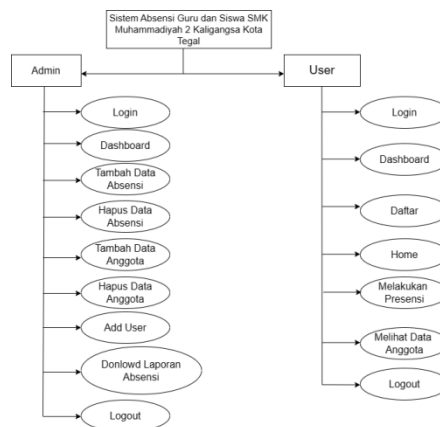 Sistem Absensi Guru dan Siswa SMK
Muhammadiyah 2 Kaligangsa Kota
Tegal
Admin
User
Login
Dashboard
Tambah Data
Absensi
Hapus Data
Absensi
Tambah Data
Anggota
Hapus Data
Anggota
Add User
Donlowd Laporan
Absensi
Logout
Login
Dashboard
Daftar
Home
Melakukan
Presensi
Melihat Data
Anggota
Logout